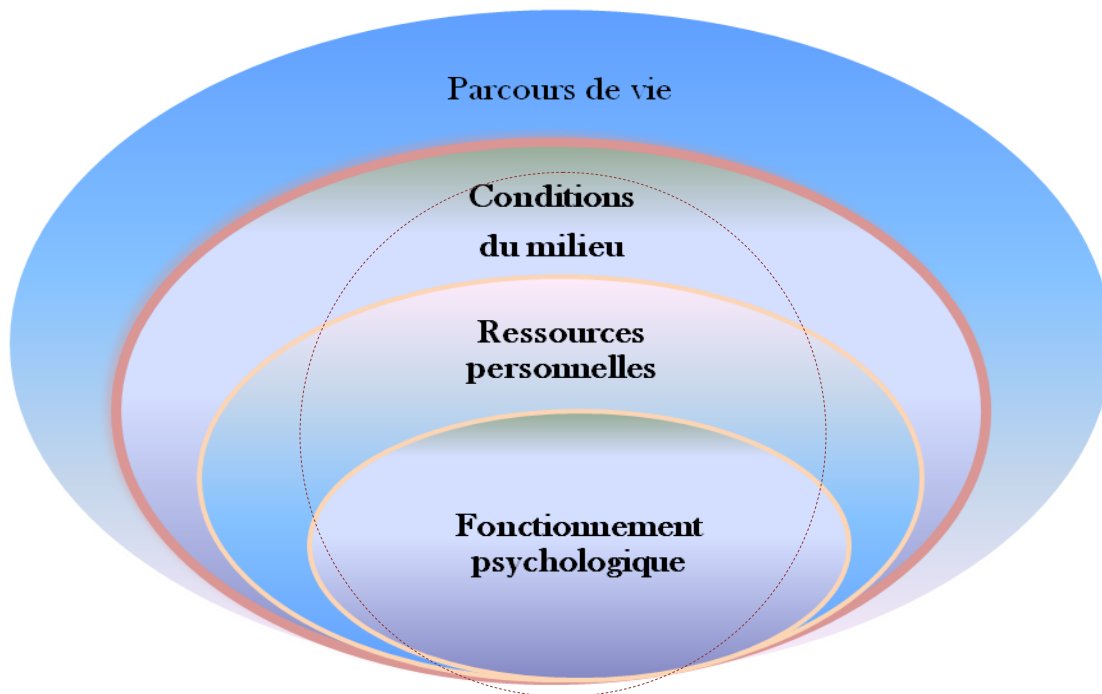 Parcours de vie
Conditions
du milieu
Ressources
personnelles
Fonctionnement
psychologique